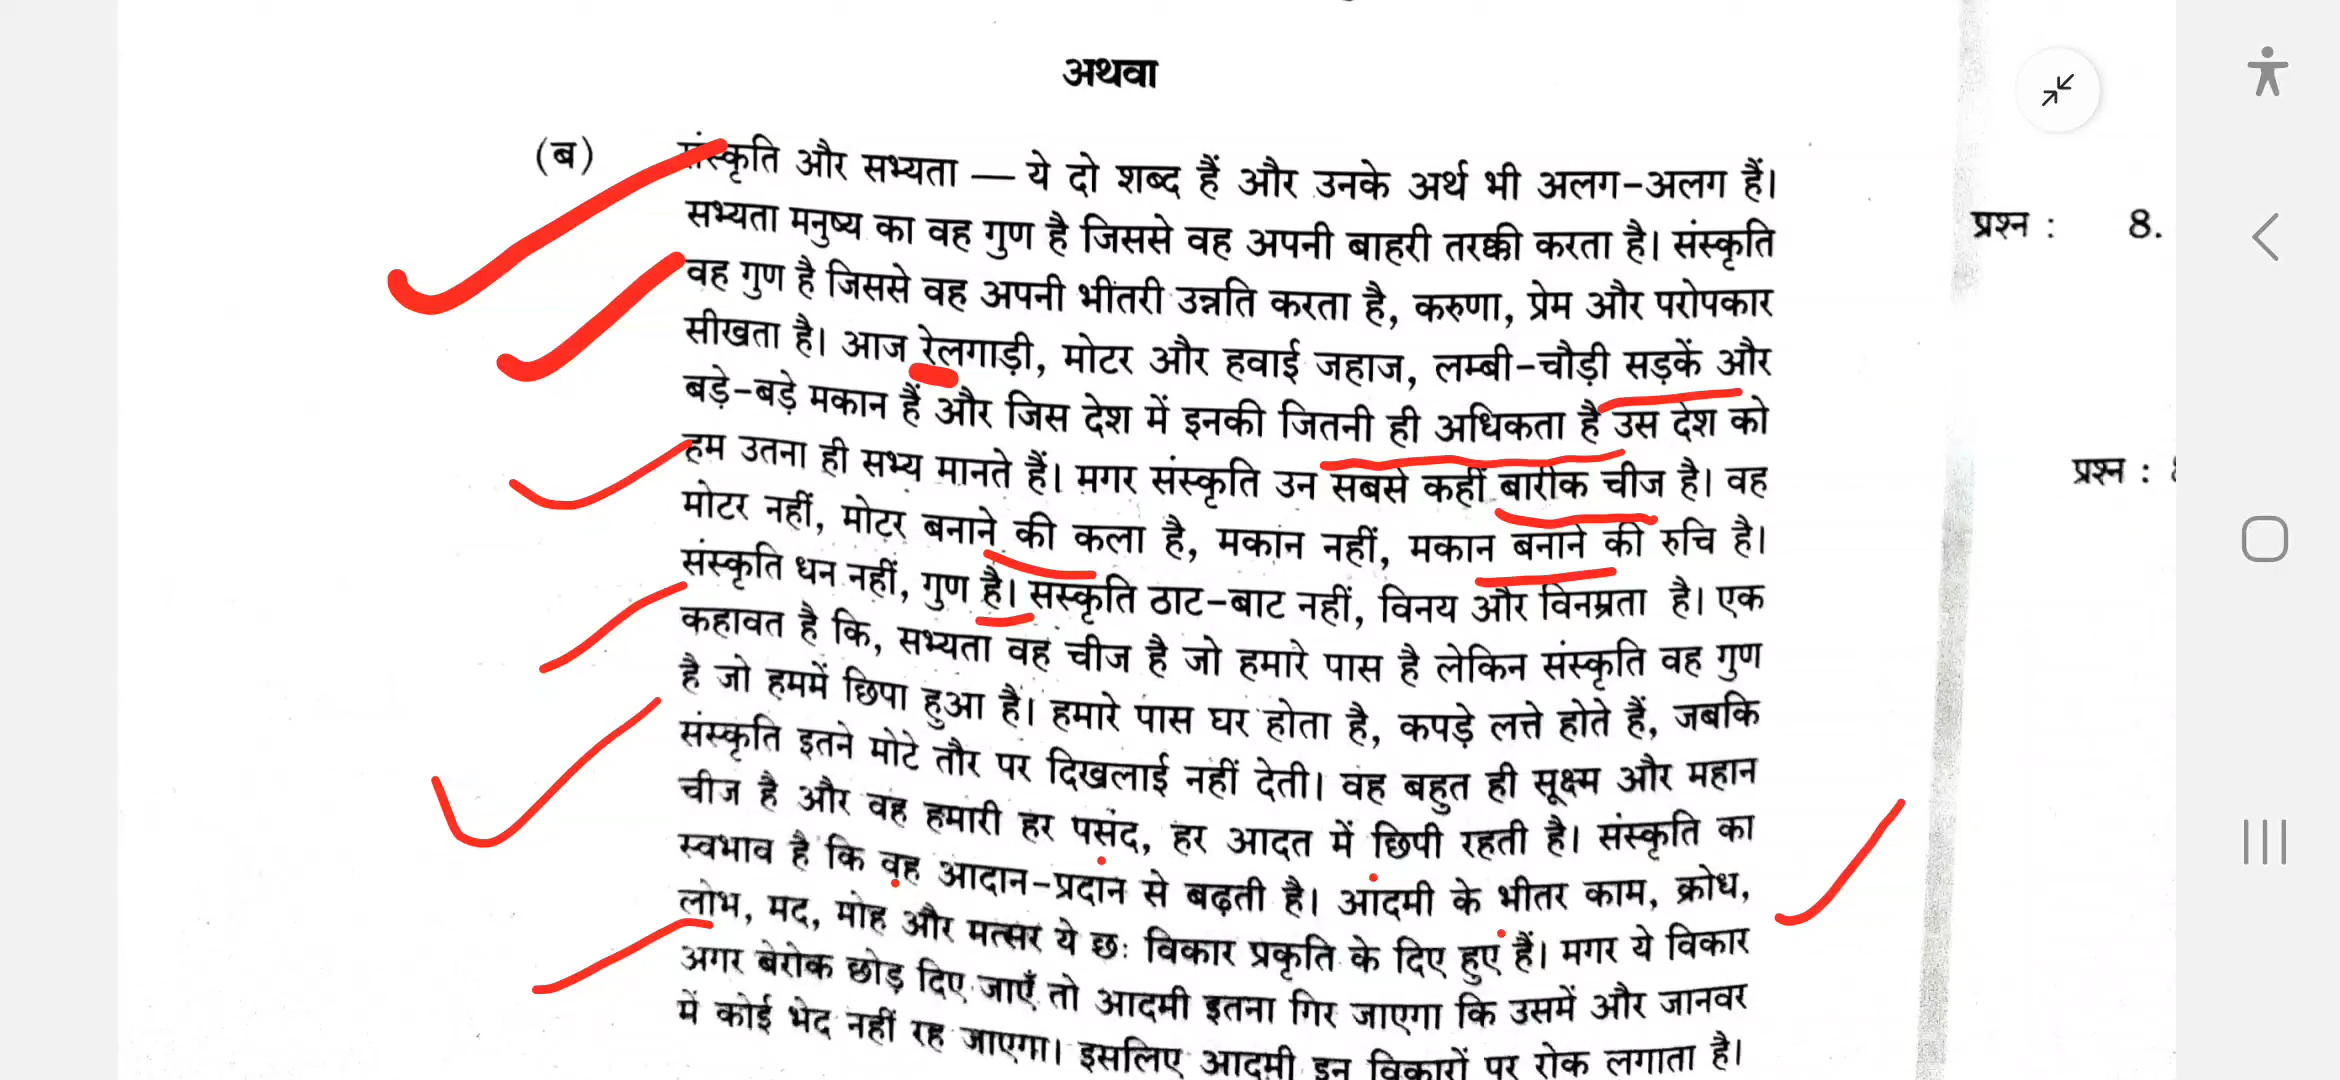 अथवा
(ब) संस्कृति और सभ्यता — ये दो शब्द हैं और उनके अर्थ भी अलग-अलग हैं।
सभ्यता मनुष्य का वह गुण है जिससे वह अपनी बाहरी तरक्की करता है। संस्कृति
वह गुण है जिससे वह अपनी भीतरी उन्नति करता है, करुणा, प्रेम और परोपकार
सीखता है। आज रेलगाड़ी, मोटर और हवाई जहाज, लम्बी-चौड़ी सड़कें और
बड़े-बड़े मकान हैं और जिस देश में इनकी जितनी ही अधिकता है उस देश को
हम उतना ही सभ्य मानते हैं। मगर संस्कृति उन सबसे कहीं बारीक चीज है। वह
मोटर नहीं, मोटर बनाने की कला है, मकान नहीं, मकान बनाने की रुचि है।
संस्कृति धन नहीं, गुण है। संस्कृति ठाट-बाट नहीं, विनय और विनम्रता है। एक
कहावत है कि, सभ्यता वह चीज है जो हमारे पास है लेकिन संस्कृति वह गुण
है जो हममें छिपा हुआ है। हमारे पास घर होता है, कपड़े लत्ते होते हैं, जबकि
संस्कृति इतने मोटे तौर पर दिखलाई नहीं देती। वह बहुत ही सूक्ष्म और महान
चीज है और वह हमारी हर पसंद, हर आदत में छिपी रहती है। संस्कृति का
स्वभाव है कि वह आदान-प्रदान से बढ़ती है। आदमी के भीतर काम, क्रोध,
लोभ, मद, मोह और मत्सर ये छः विकार प्रकृति के दिए हुए हैं। मगर ये विकार
अगर बेरोक छोड़ दिए जाएँ तो आदमी इतना गिर जाएगा कि उसमें और जानवर
में कोई भेद नहीं रह जाएगा। इसलिए आदमी इन विकारों पर रोक लगाता है।
प्रश्न : 8.
प्रश्न :